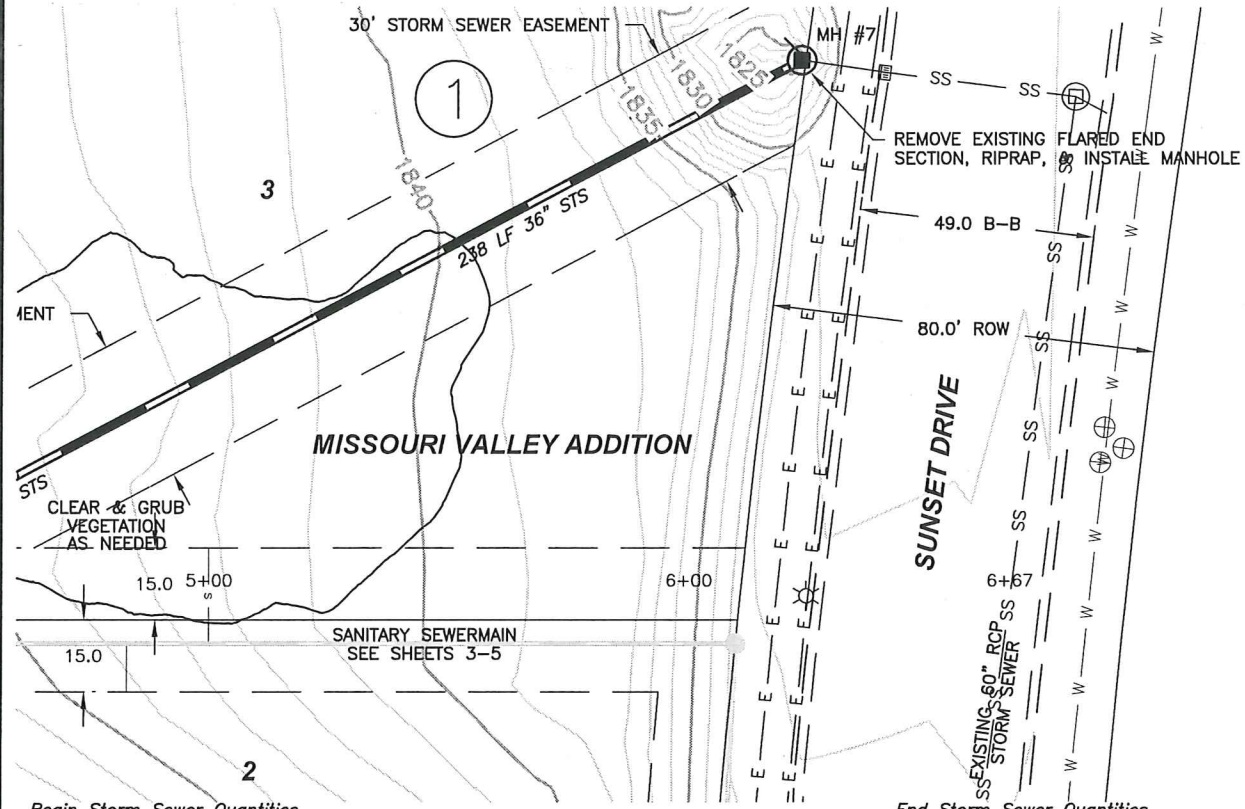 30' STORM SEWER EASEMENT
MH #7
1
1825
1830
1835
1840
SS
SS
W
E
E
REMOVE EXISTING FLARED END
SECTION, RIPRAP, & INSTALL MANHOLE
3
238 LF 36" STS
49.0 B-B
80.0' ROW
MENT
MISSOURI VALLEY ADDITION
SUNSET DRIVE
STS
CLEAR & GRUB
VEGETATION
AS NEEDED
15.0
5+00
6+00
6+67
S
SANITARY SEWERMAIN
SEE SHEETS 3-5
15.0
EXISTING 60" RCP
STORM SEWER
2
Begin Storm Sewer Quantities
End Storm Sewer Quantities